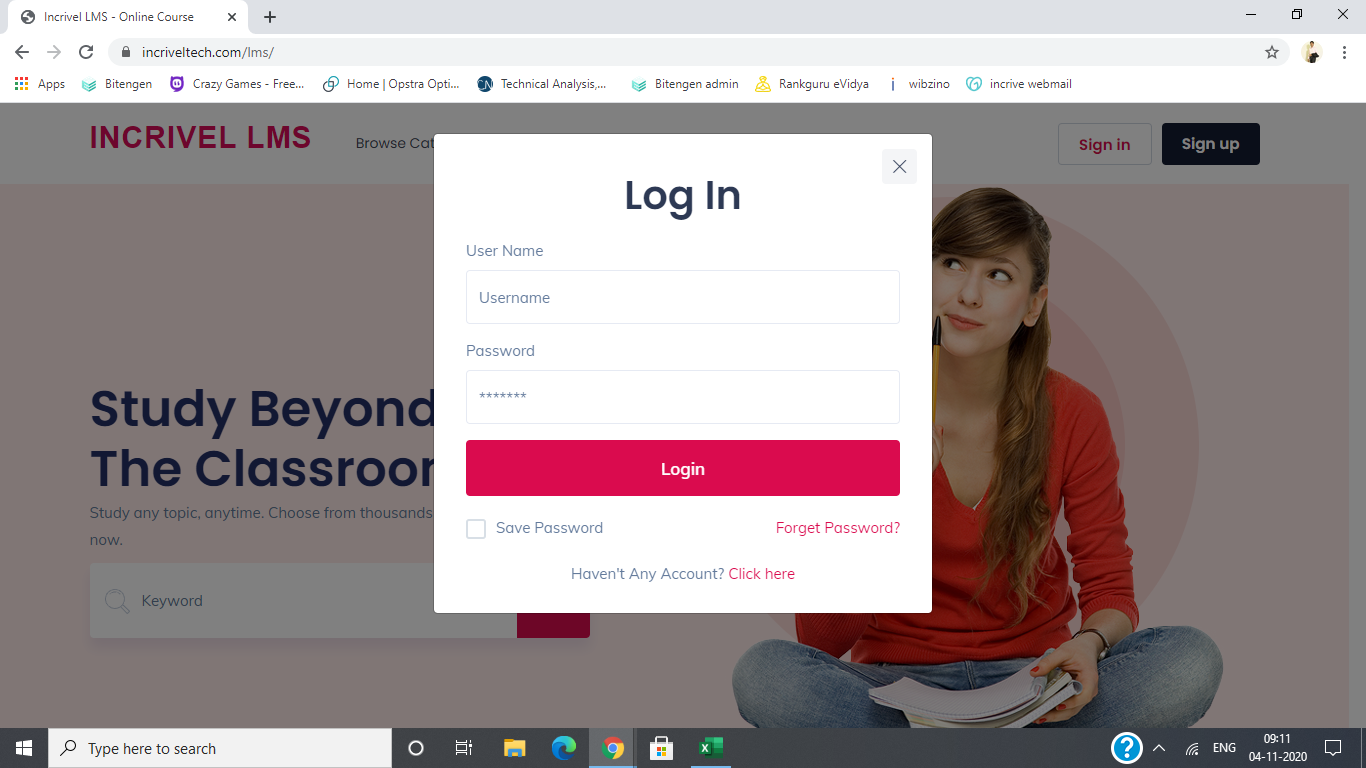 Incrivel LMS - Online Course
incriveltech.com/lms/
Apps
Bitengen
Crazy Games - Free...
Home | Opstra Opti...
Technical Analysis,...
Bitengen admin
Rankguru eVidya
wibzino
incrive webmail
INCRIVEL LMS
Browse Cat
Sign in
Sign up
Log In
User Name
Username
Password
*******
Login
Save Password
Forget Password?
Haven't Any Account? Click here
Study Beyond
The Classroo
Study any topic, anytime. Choose from thousands
now.
Keyword
Type here to search
ENG
09:11
04-11-2020